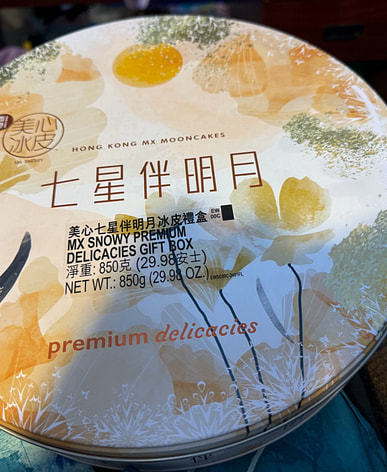 美心
冰皮
MX SNOWY
HONG KONG MX MOONCAKES
七星伴明月
美心七星伴明月冰皮禮盒
MX SNOWY PREMIUM
DELICACIES GIFT BOX
淨重: 850克 (29.98安士)
NET WT.: 850g (29.98 OZ.)
premium delicacies